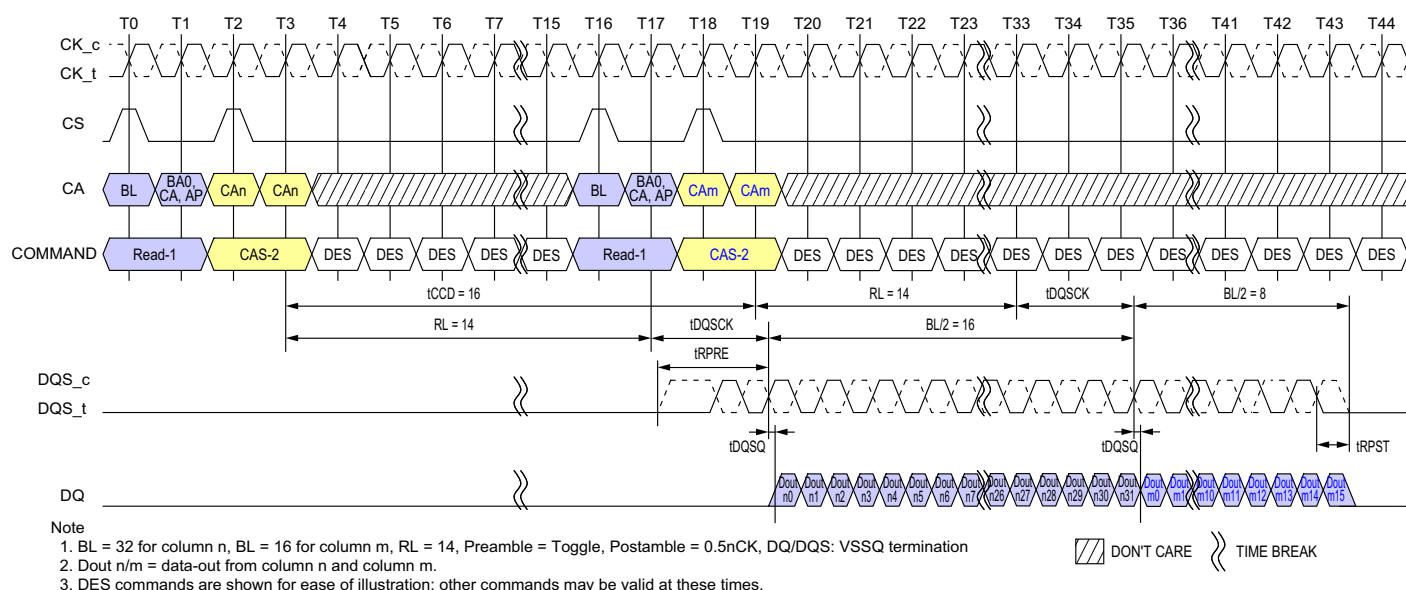 T0 T1 T2 T3 T4 T5 T6 T7 T15 T16 T17 T18 T19 T20 T21 T22 T23 T33 T34 T35 T36 T41 T42 T43 T44
CK_c
CK_t
CS
CA BL BA0, CA, AP CAn CAn BL BA0, CA, AP CAm CAm
COMMAND Read-1 CAS-2 DES DES DES DES DES Read-1 CAS-2 DES DES DES DES DES DES DES DES DES DES DES DES
tCCD = 16 RL = 14 tDQSCK BL/2 = 8
RL = 14 tDQSCK BL/2 = 16
tRPRE
DQS_c
DQS_t
tDQSQ tDQSQ tRPST
DQ Dout n0 Dout n1 Dout n2 Dout n3 Dout n4 Dout n5 Dout n6 Dout n7 Dout n26 Dout n27 Dout n28 Dout n29 Dout n30 Dout n31 Dout m0 Dout m1 Dout m10 Dout m11 Dout m12 Dout m13 Dout m14 Dout m15
Note
1. BL = 32 for column n, BL = 16 for column m, RL = 14, Preamble = Toggle, Postamble = 0.5nCK, DQ/DQS: VSSQ termination
2. Dout n/m = data-out from column n and column m.
3. DES commands are shown for ease of illustration; other commands may be valid at these times.
DON'T CARE TIME BREAK